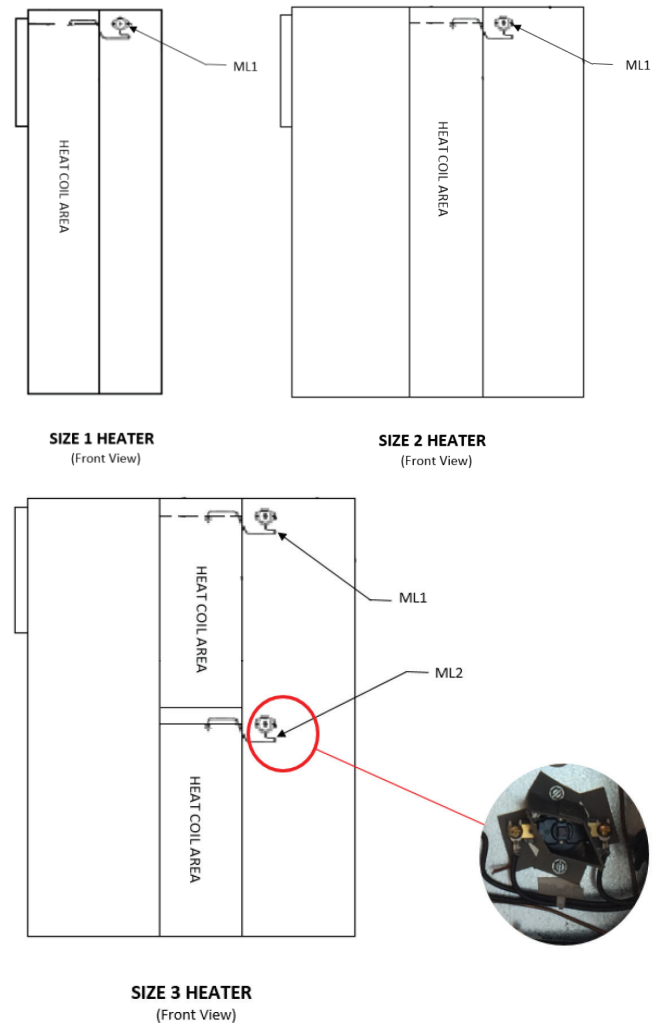 ML1
HEAT COIL AREA
SIZE 1 HEATER
(Front View)
ML1
HEAT COIL AREA
SIZE 2 HEATER
(Front View)
ML1
HEAT COIL AREA
ML2
HEAT COIL AREA
SIZE 3 HEATER
(Front View)